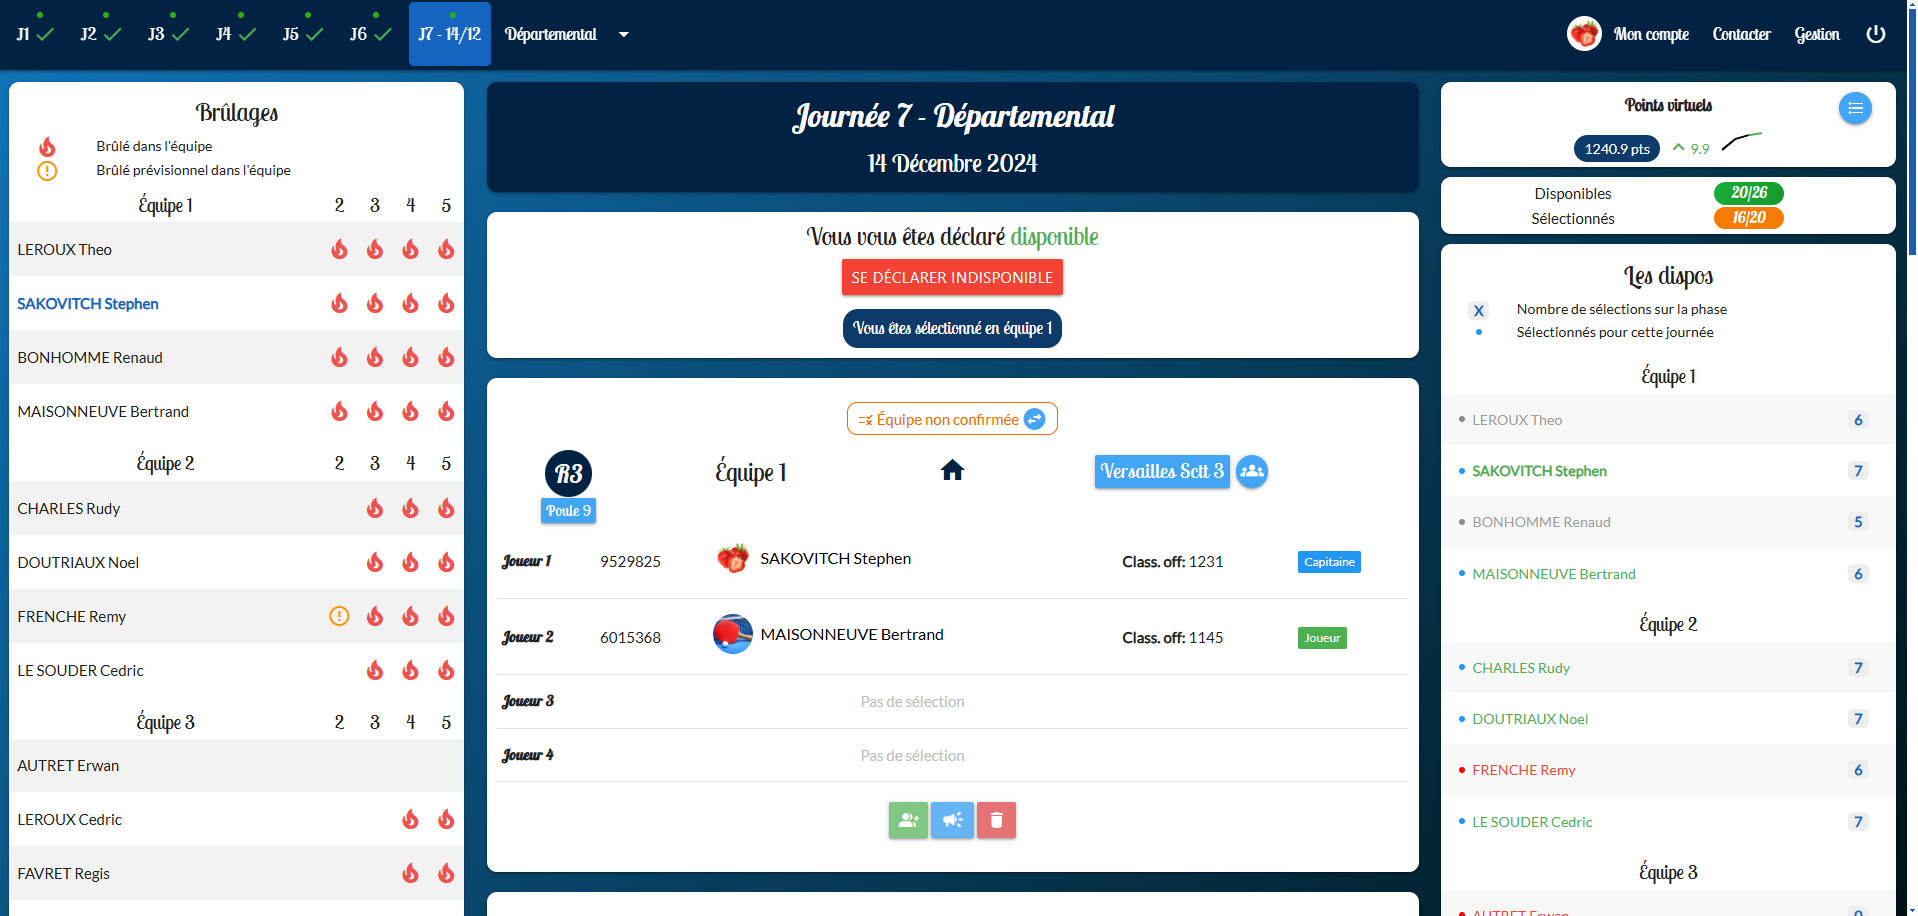 J1 J2 J3 J4 J5 J6 J7 - 14/12 Départemental Mon compte Contacter Gestion
Brûlages
Brûlé dans l'équipe
Brûlé prévisionnel dans l'équipe
Équipe 1 2 3 4 5
LEROUX Theo
SAKOVITCH Stephen
BONHOMME Renaud
MAISONNEUVE Bertrand
Équipe 2 2 3 4 5
CHARLES Rudy
DOUTRIAUX Noel
FRENCHE Remy
LE SOUDER Cedric
Équipe 3 2 3 4 5
AUTRET Erwan
LEROUX Cedric
FAVRET Regis
Journée 7 - Départemental
14 Décembre 2024
Vous vous êtes déclaré disponible
SE DÉCLARER INDISPONIBLE
Vous êtes sélectionné en équipe 1
Équipe non confirmée
R3 Équipe 1 Versailles Sctt 3
Poule 9
Joueur 1 9529825 SAKOVITCH Stephen Class. off: 1231 Capitaine
Joueur 2 6015368 MAISONNEUVE Bertrand Class. off: 1145 Joueur
Joueur 3 Pas de sélection
Joueur 4 Pas de sélection
Points virtuels
1240.9 pts 9.9
Disponibles 20/26
Sélectionnés 16/20
Les dispos
X Nombre de sélections sur la phase
Sélectionnés pour cette journée
Équipe 1
LEROUX Theo 6
SAKOVITCH Stephen 7
BONHOMME Renaud 5
MAISONNEUVE Bertrand 6
Équipe 2
CHARLES Rudy 7
DOUTRIAUX Noel 7
FRENCHE Remy 6
LE SOUDER Cedric 7
Équipe 3
AUTRET Erwan 0